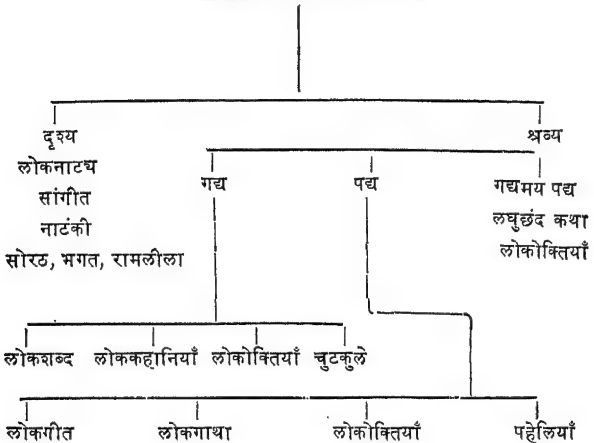 दृश्य श्रव्य
लोकनाट्य
सांगीत
नाटंकी
सोरठ, भगत, रामलीला
गद्य पद्य गद्यमय पद्य
लघुछंद कथा
लोकोक्तियाँ
लोकशब्द लोककहानियाँ लोकोक्तियाँ चुटकुले
लोकगीत लोकगाथा लोकोक्तियाँ पहेलियाँ